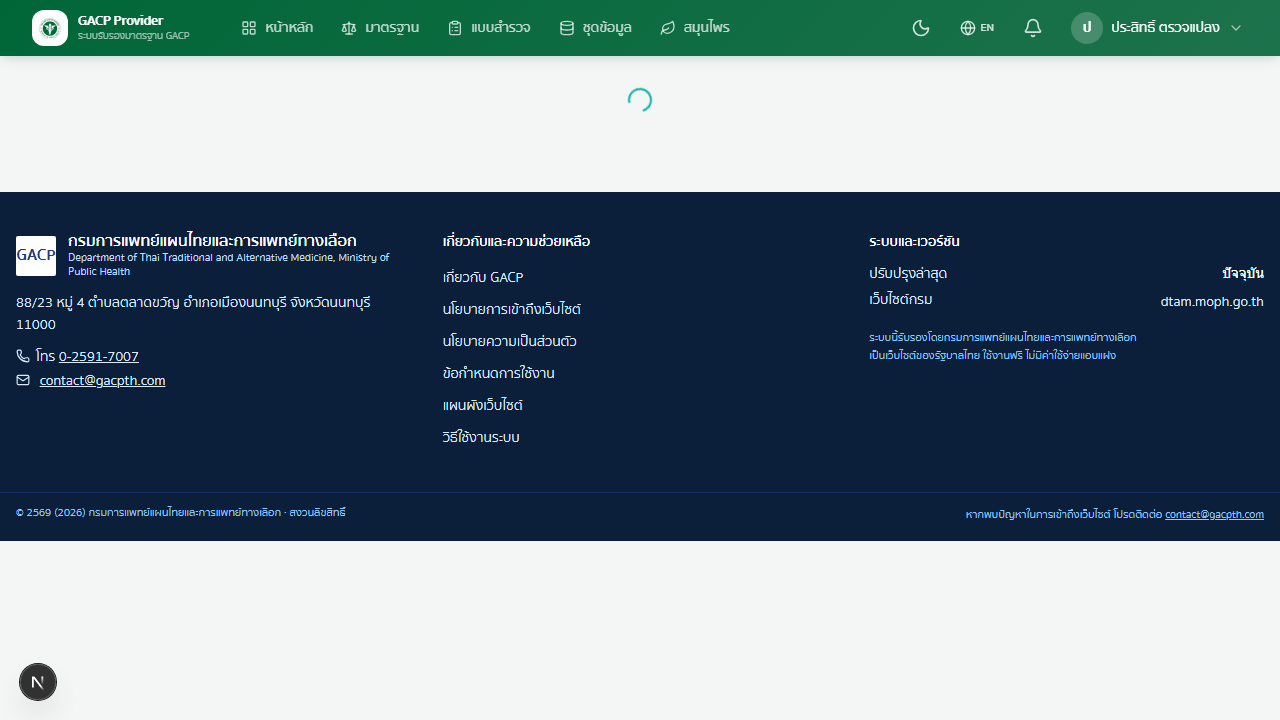 GACP Provider
ระบบรับรองมาตรฐาน GACP
หน้าหลัก
มาตรฐาน
แบบสำรวจ
ชุดข้อมูล
สมุนไพร
EN
ป
ประสิทธิ์ ตรวจแปลง
GACP
กรมการแพทย์แผนไทยและการแพทย์ทางเลือก
Department of Thai Traditional and Alternative Medicine, Ministry of
Public Health
88/23 หมู่ 4 ตำบลตลาดขวัญ อำเภอเมืองนนทบุรี จังหวัดนนทบุรี
11000
โทร 0-2591-7007
contact@gacpth.com
เกี่ยวกับและความช่วยเหลือ
เกี่ยวกับ GACP
นโยบายการเข้าถึงเว็บไซต์
นโยบายความเป็นส่วนตัว
ข้อกำหนดการใช้งาน
แผนผังเว็บไซต์
วิธีใช้งานระบบ
ระบบและเวอร์ชัน
ปรับปรุงล่าสุด ปัจจุบัน
เว็บไซต์กรม dtam.moph.go.th
ระบบนี้รับรองโดยกรมการแพทย์แผนไทยและการแพทย์ทางเลือก
เป็นเว็บไซต์ของรัฐบาลไทย ใช้งานฟรี ไม่มีค่าใช้จ่ายแอบแฝง
© 2569 (2026) กรมการแพทย์แผนไทยและการแพทย์ทางเลือก · สงวนลิขสิทธิ์
หากพบปัญหาในการเข้าถึงเว็บไซต์ โปรดติดต่อ contact@gacpth.com
N